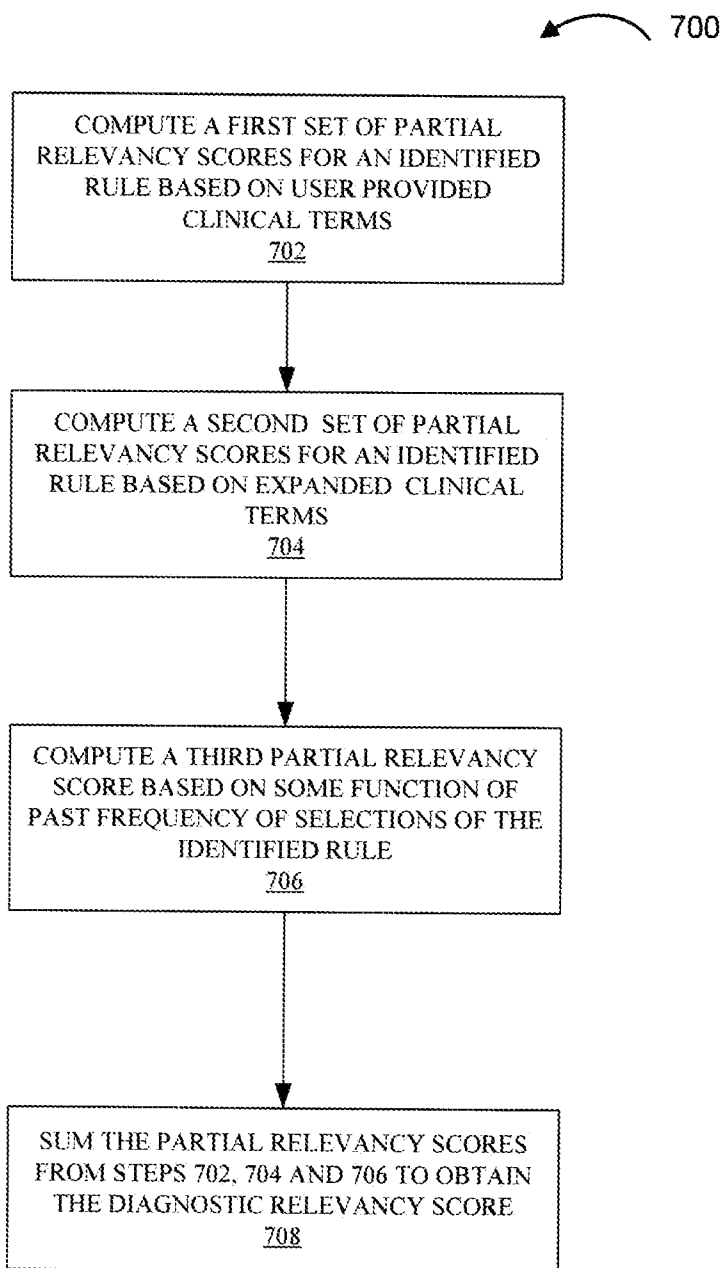 700
COMPUTE A FIRST SET OF PARTIAL
RELEVANCY SCORES FOR AN IDENTIFIED
RULE BASED ON USER PROVIDED
CLINICAL TERMS
702
COMPUTE A SECOND SET OF PARTIAL
RELEVANCY SCORES FOR AN IDENTIFIED
RULE BASED ON EXPANDED CLINICAL
TERMS
704
COMPUTE A THIRD PARTIAL RELEVANCY
SCORE BASED ON SOME FUNCTION OF
PAST FREQUENCY OF SELECTIONS OF THE
IDENTIFIED RULE
706
SUM THE PARTIAL RELEVANCY SCORES
FROM STEPS 702, 704 AND 706 TO OBTAIN
THE DIAGNOSTIC RELEVANCY SCORE
708